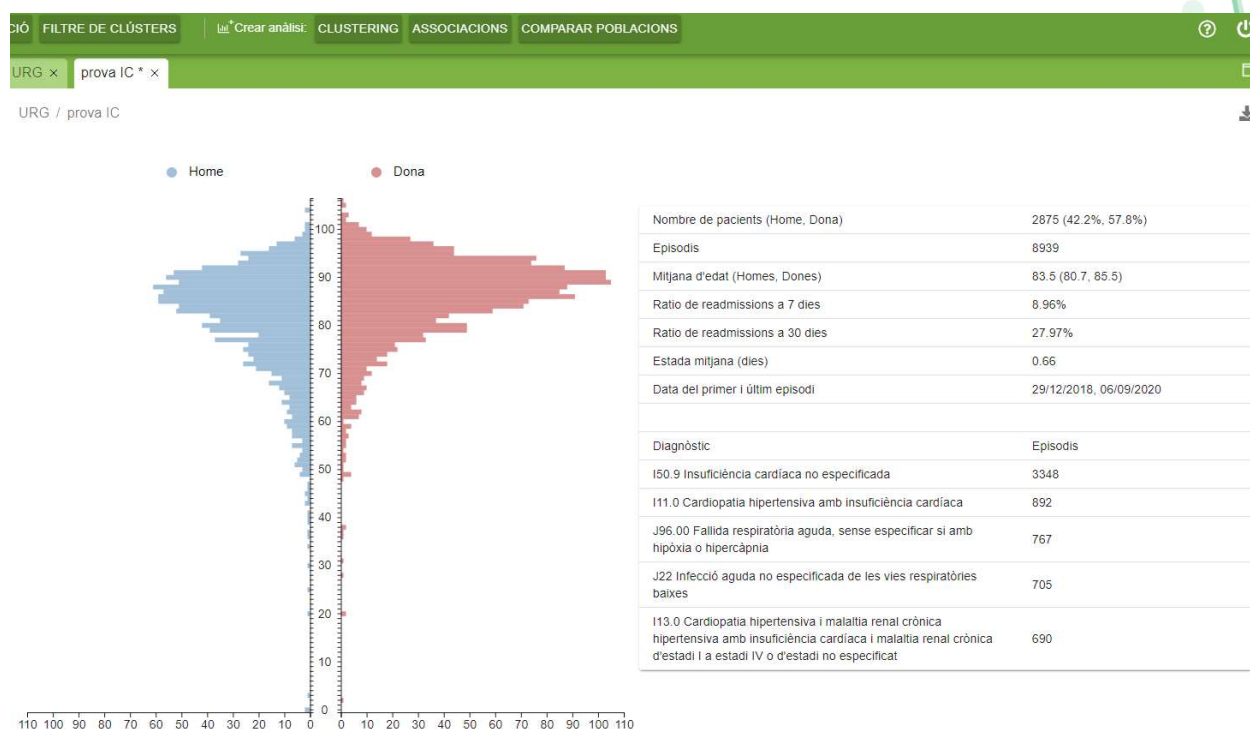 CIÓ FILTRE DE CLÚSTERS Crear anàlisi: CLUSTERING ASSOCIACIONS COMPARAR POBLACIONS
URG × prova IC * ×
URG / prova IC
Home Dona
Nombre de pacients (Home, Dona) 2875 (42.2%, 57.8%)
Episodis 8939
Mitjana d'edat (Homes, Dones) 83.5 (80.7, 85.5)
Ratio de readmissions a 7 dies 8.96%
Ratio de readmissions a 30 dies 27.97%
Estada mitjana (dies) 0.66
Data del primer i últim episodi 29/12/2018, 06/09/2020
Diagnòstic Episodis
I50.9 Insuficiència cardíaca no especificada 3348
I11.0 Cardiopatia hipertensiva amb insuficiència cardíaca 892
J96.00 Fallida respiratòria aguda, sense especificar si amb
hipòxia o hipercàpnia 767
J22 Infecció aguda no especificada de les vies respiratòries
baixes 705
I13.0 Cardiopatia hipertensiva i malaltia renal crònica
hipertensiva amb insuficiència cardíaca i malaltia renal crònica 690
d'estadi I a estadi IV o d'estadi no especificat
100
90
80
70
60
50
40
30
20
10
0
110 100 90 80 70 60 50 40 30 20 10 0 0 10 20 30 40 50 60 70 80 90 100 110